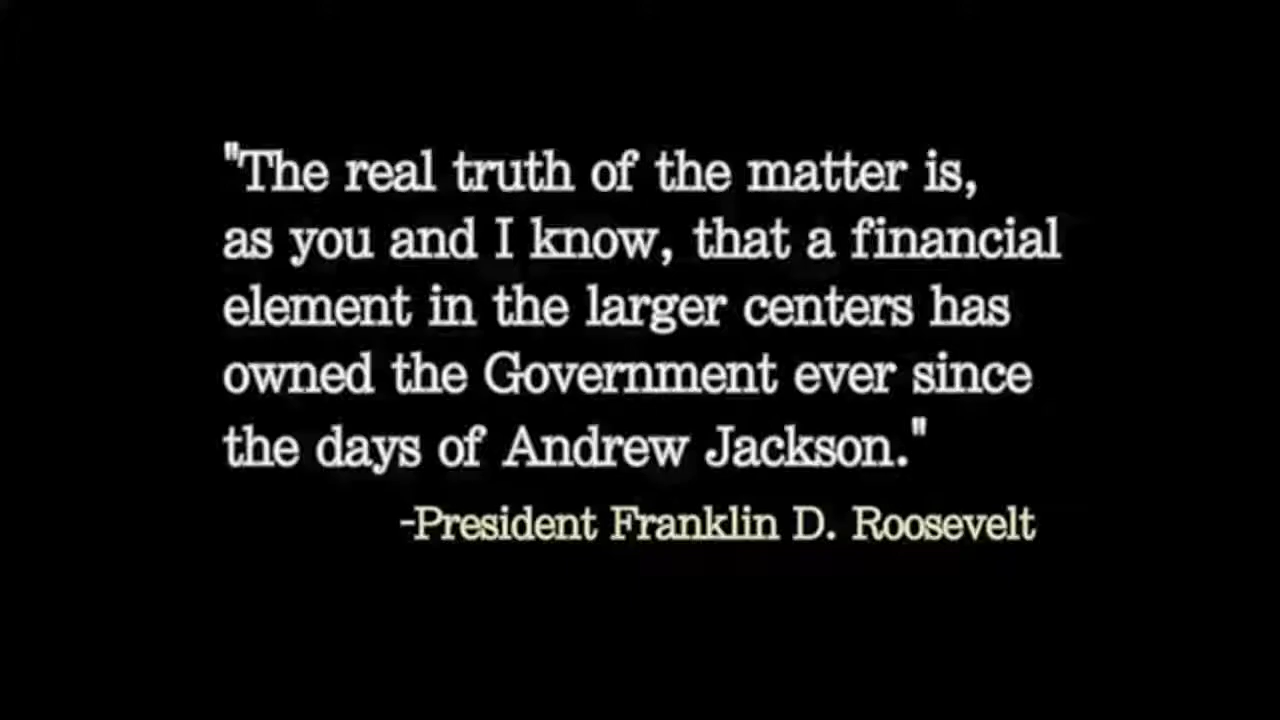 "The real truth of the matter is,
as you and I know, that a financial
element in the larger centers has
owned the Government ever since
the days of Andrew Jackson."
-President Franklin D. Roosevelt